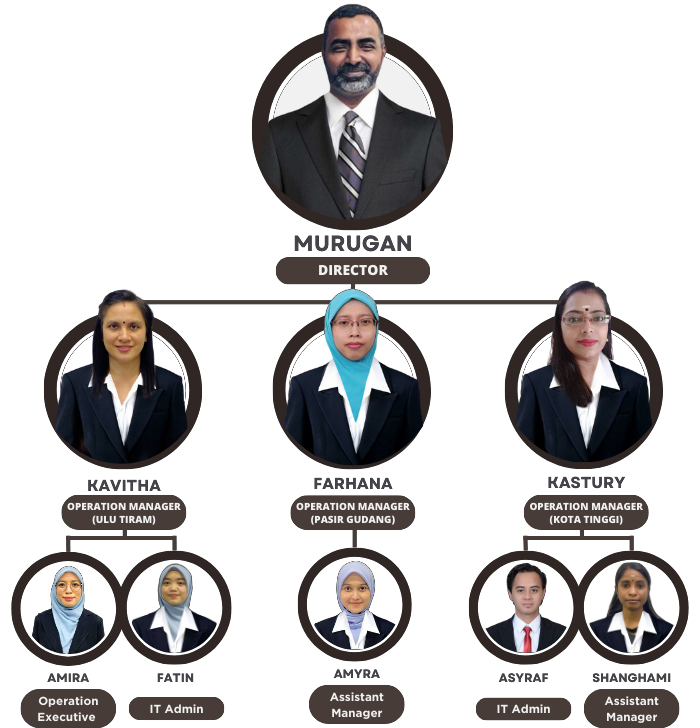 MURUGAN
DIRECTOR
KAVITHA
OPERATION MANAGER
(ULU TIRAM)
FARHANA
OPERATION MANAGER
(PASIR GUDANG)
KASTURY
OPERATION MANAGER
(KOTA TINGGI)
AMIRA
Operation
Executive
FATIN
IT Admin
AMYRA
Assistant
Manager
ASYRAF
IT Admin
SHANGHAMI
Assistant
Manager